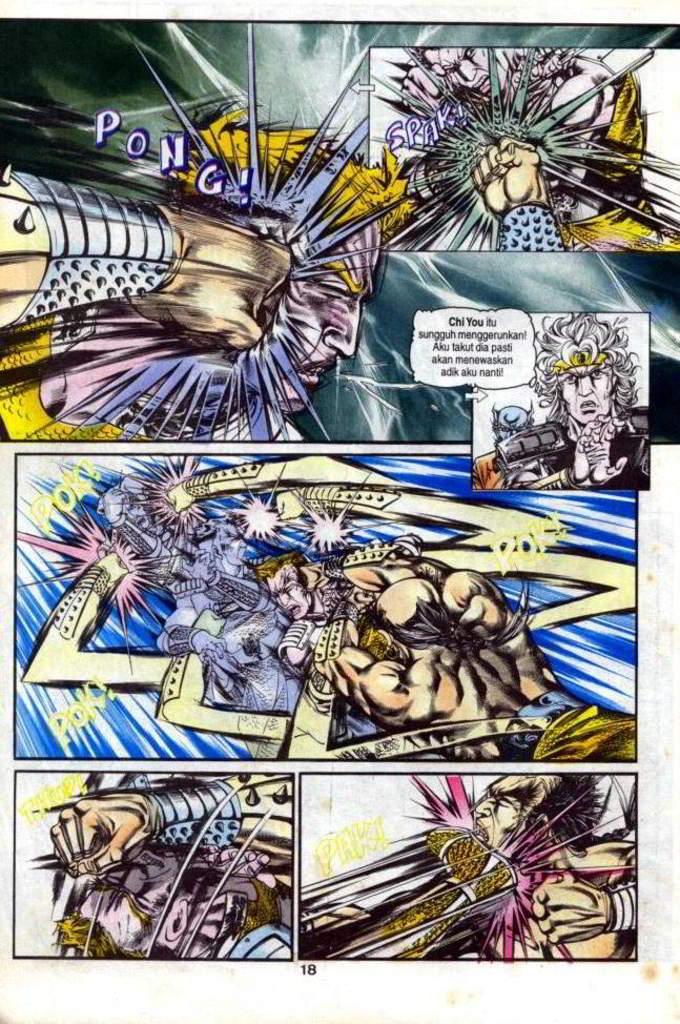 SPAK!
PONG!
Chi You itu
sungguh menggerunkan!
Aku takut dia pasti
akan menewaskan
adik aku nanti!
POK!
POK!
POK!
PAK!
18